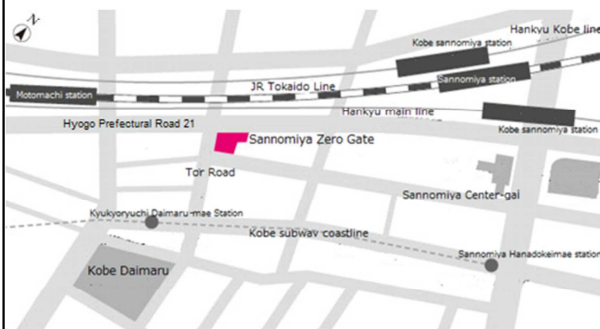 N
Hankyu Kobe line
Kobe sannomiya station
Sannomiya station
JR Tokaido Line
Motomachi station
Hankyu main line
Hyogo Prefectural Road 21
Kobe sannomiya station
Sannomiya Zero Gate
Tor Road
Sannomiya Center-gai
Kyukyoryuchi Daimaru-mae Station
Kobe subway coastline
Sannomiya Hanadokeimae station
Kobe Daimaru